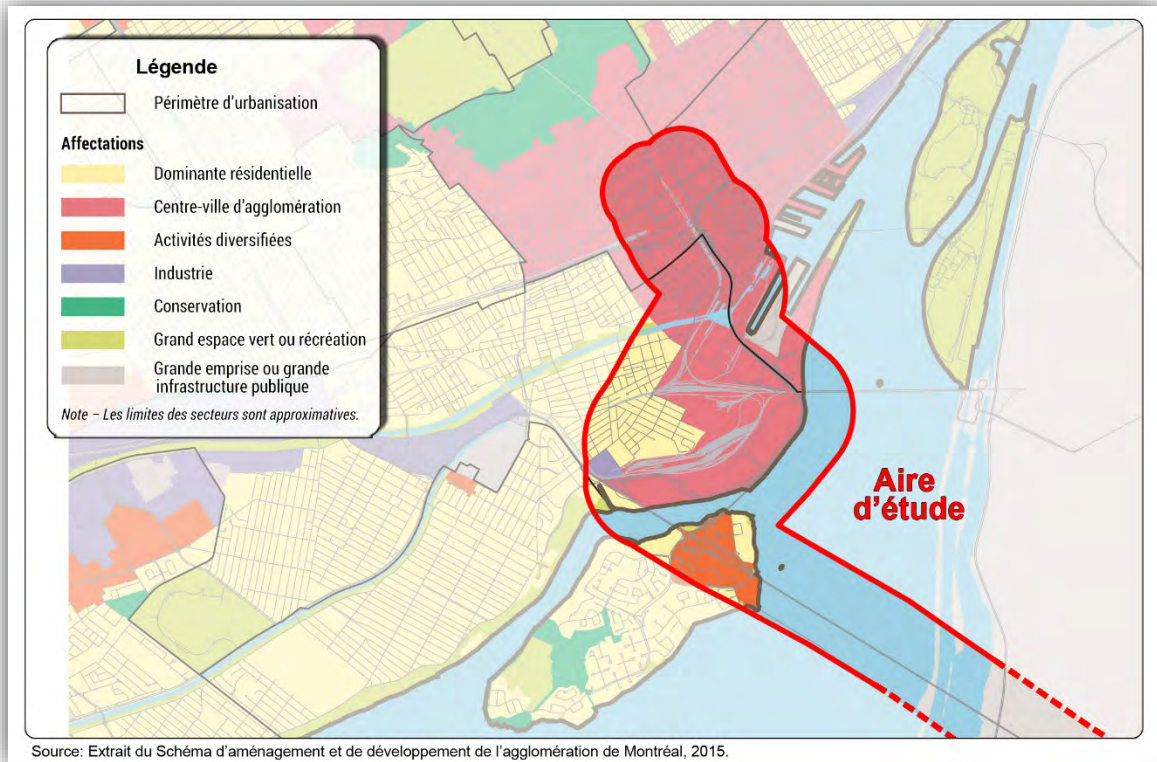 Légende
Périmètre d'urbanisation
Affectations
Dominante résidentielle
Centre-ville d'agglomération
Activités diversifiées
Industrie
Conservation
Grand espace vert ou récréation
Grande emprise ou grande
infrastructure publique
Note – Les limites des secteurs sont approximatives.
Aire
d'étude
Source: Extrait du Schéma d'aménagement et de développement de l'agglomération de Montréal, 2015.